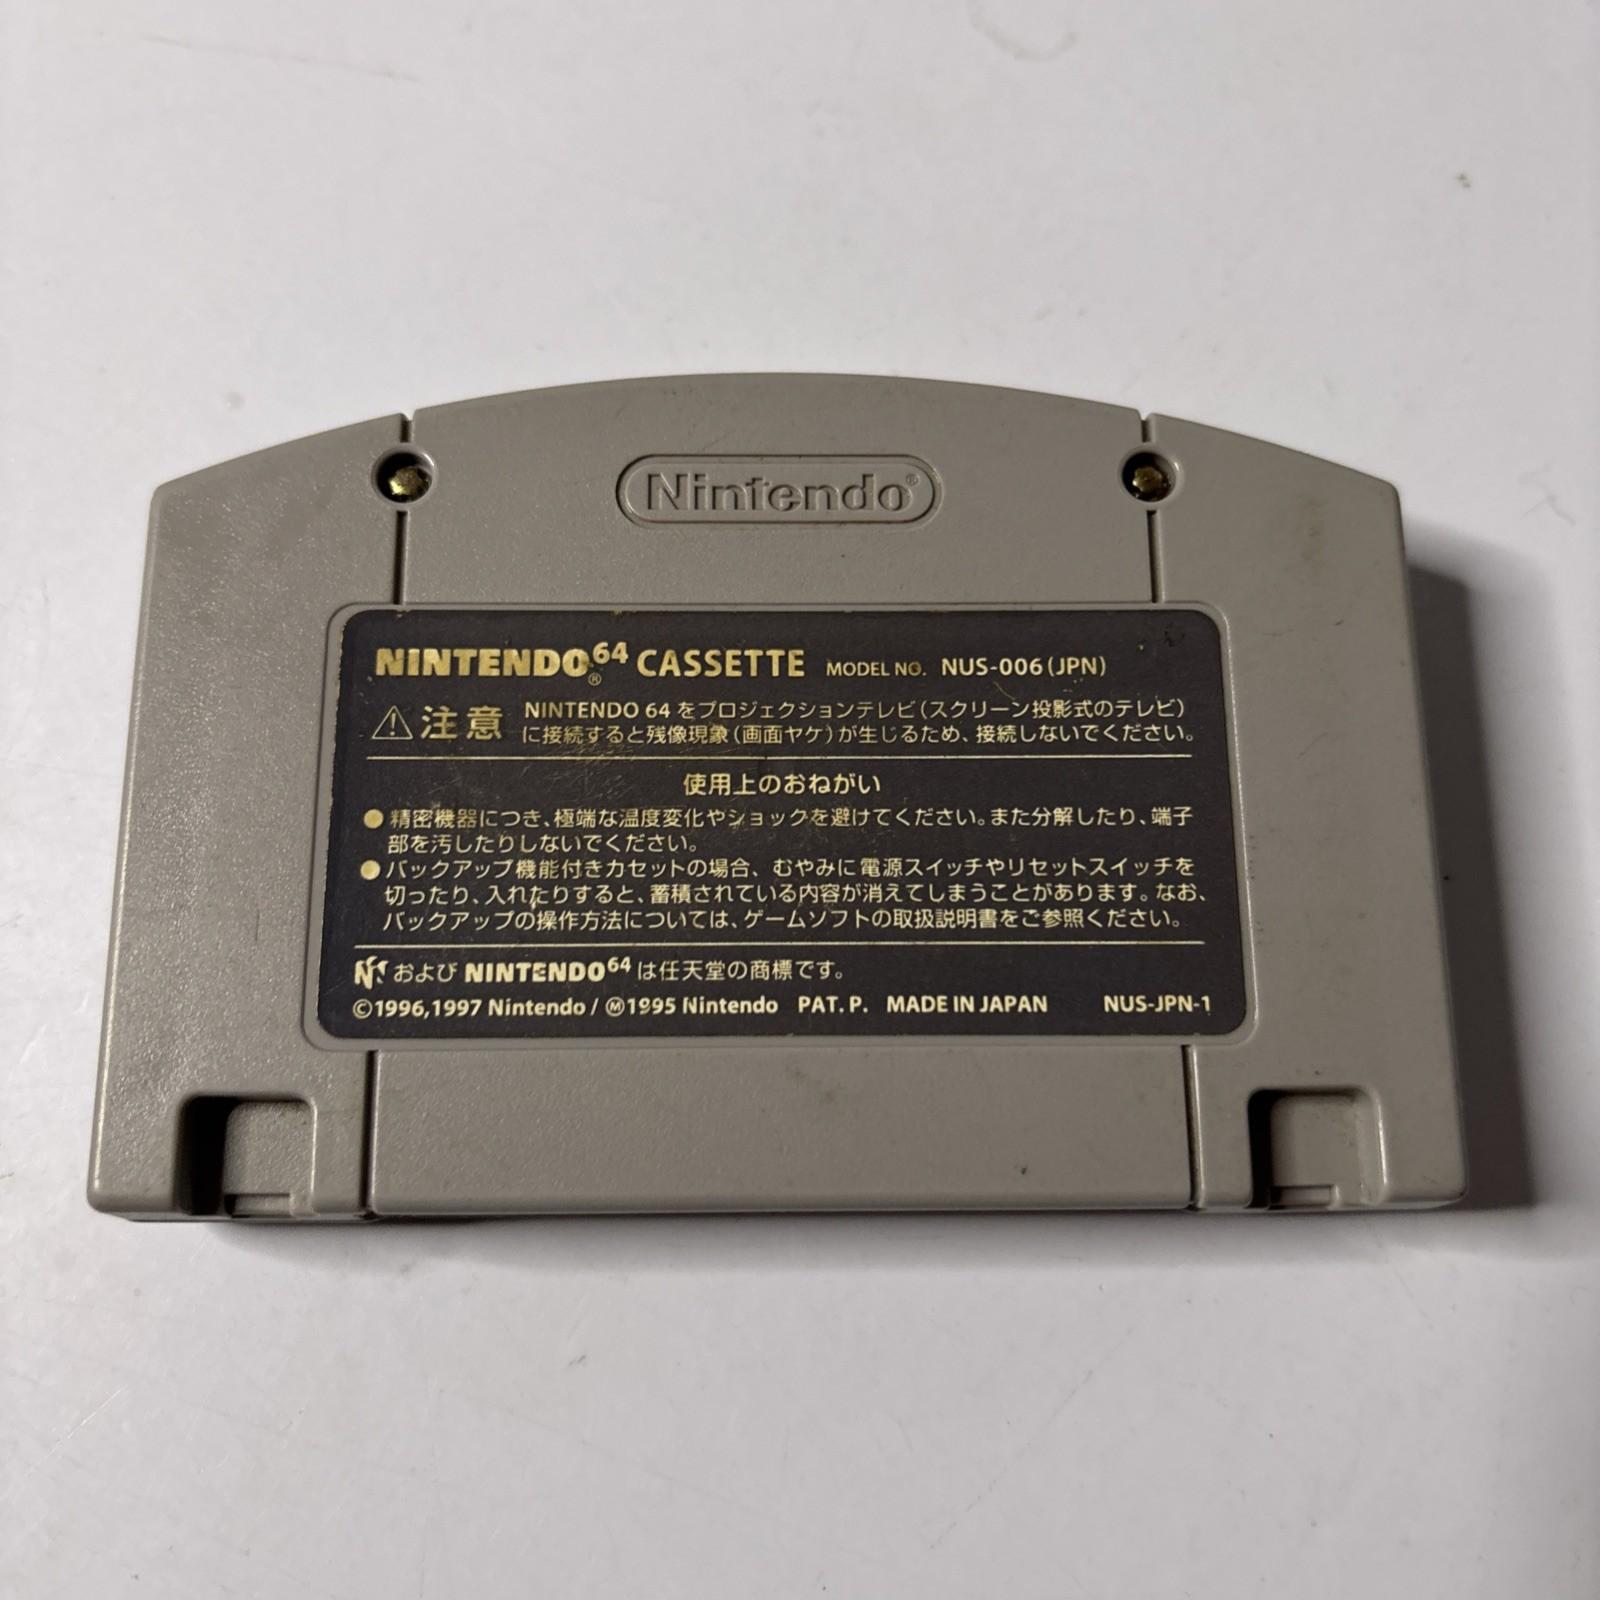 Nintendo®
NINTENDO64® CASSETTE MODEL NO. NUS-006(JPN)
⚠注意 NINTENDO 64 をプロジェクションテレビ(スクリーン投影式のテレビ)
に接続すると残像現象(画面ヤケ)が生じるため、接続しないでください。
使用上のおねがい
●精密機器につき、極端な温度変化やショックを避けてください。また分解したり、端子
部を汚したりしないでください。
●バックアップ機能付きカセットの場合、むやみに電源スイッチやリセットスイッチを
切ったり、入れたりすると、蓄積されている内容が消えてしまうことがあります。なお、
バックアップの操作方法については、ゲームソフトの取扱説明書をご参照ください。
N および NINTENDO64 は任天堂の商標です。
©1996,1997 Nintendo / Ⓜ1995 Nintendo PAT. P. MADE IN JAPAN NUS-JPN-1